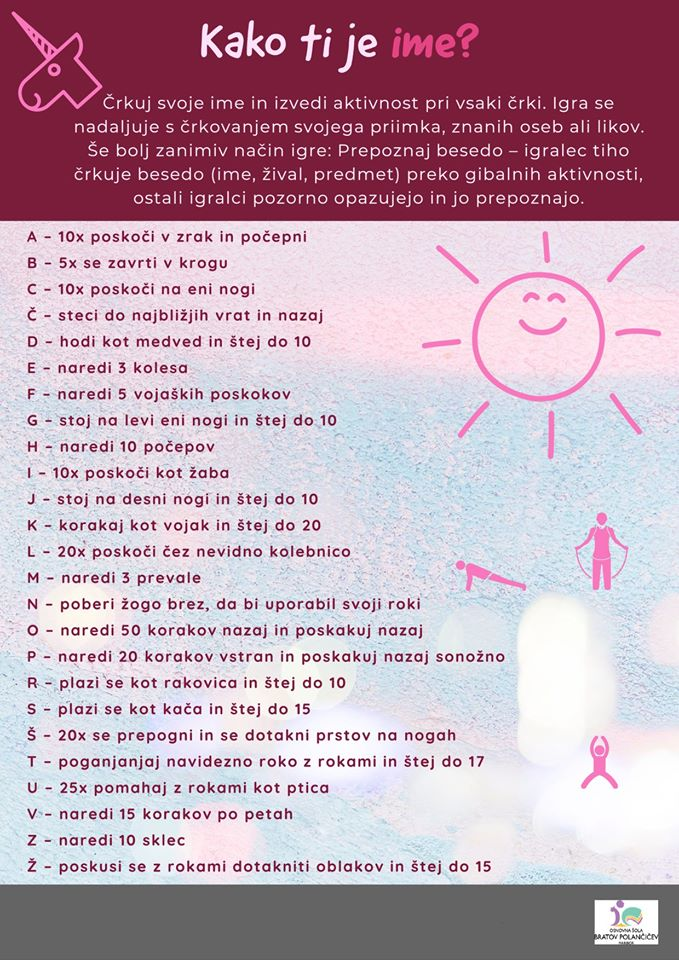 Kako ti je ime?
Črkuj svoje ime in izvedi aktivnost pri vsaki črki. Igra se
nadaljuje s črkovanjem svojega priimka, znanih oseb ali likov.
Še bolj zanimiv način igre: Prepoznaj besedo – igralec tiho
črkuje besedo (ime, žival, predmet) preko gibalnih aktivnosti,
ostali igralci pozorno opazujejo in jo prepoznajo.
A – 10x poskoči v zrak in počepni
B – 5x se zavrti v krogu
C – 10x poskoči na eni nogi
Č – steci do najbližjih vrat in nazaj
D – hodi kot medved in štej do 10
E – naredi 3 kolesa
F – naredi 5 vojaških poskokov
G – stoj na levi eni nogi in štej do 10
H – naredi 10 počepov
I – 10x poskoči kot žaba
J – stoj na desni nogi in štej do 10
K – korakaj kot vojak in štej do 20
L – 20x poskoči čez nevidno kolebnico
M – naredi 3 prevale
N – poberi žogo brez, da bi uporabil svoji roki
O – naredi 50 korakov nazaj in poskakuj nazaj
P – naredi 20 korakov vstran in poskakuj nazaj sonožno
R – plazi se kot rakovica in štej do 10
S – plazi se kot kača in štej do 15
Š – 20x se prepogni in se dotakni prstov na nogah
T – poganjanjaj navidezno roko z rokami in štej do 17
U – 25x pomahaj z rokami kot ptica
V – naredi 15 korakov po petah
Z – naredi 10 sklec
Ž – poskusi se z rokami dotakniti oblakov in štej do 15
OSNOVNA ŠOLA
BRATOV POLANČIČEV
MARIBOR